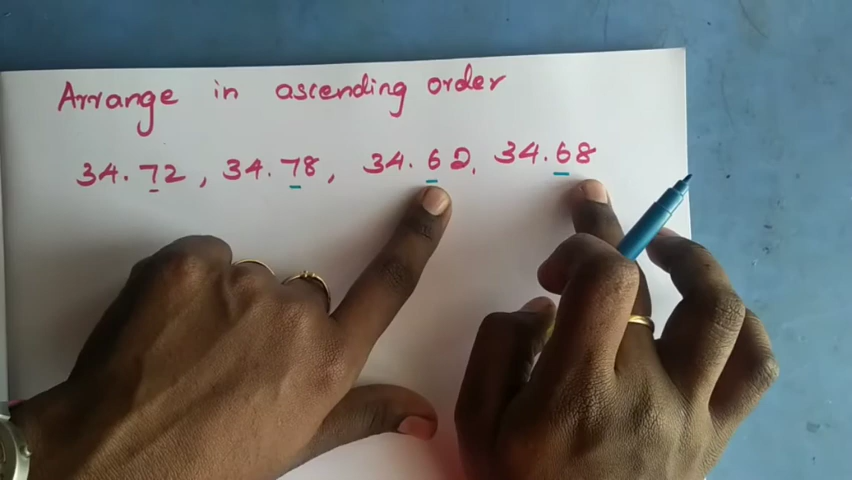 Arrange in ascending order
34.72, 34.78, 34.62, 34.68